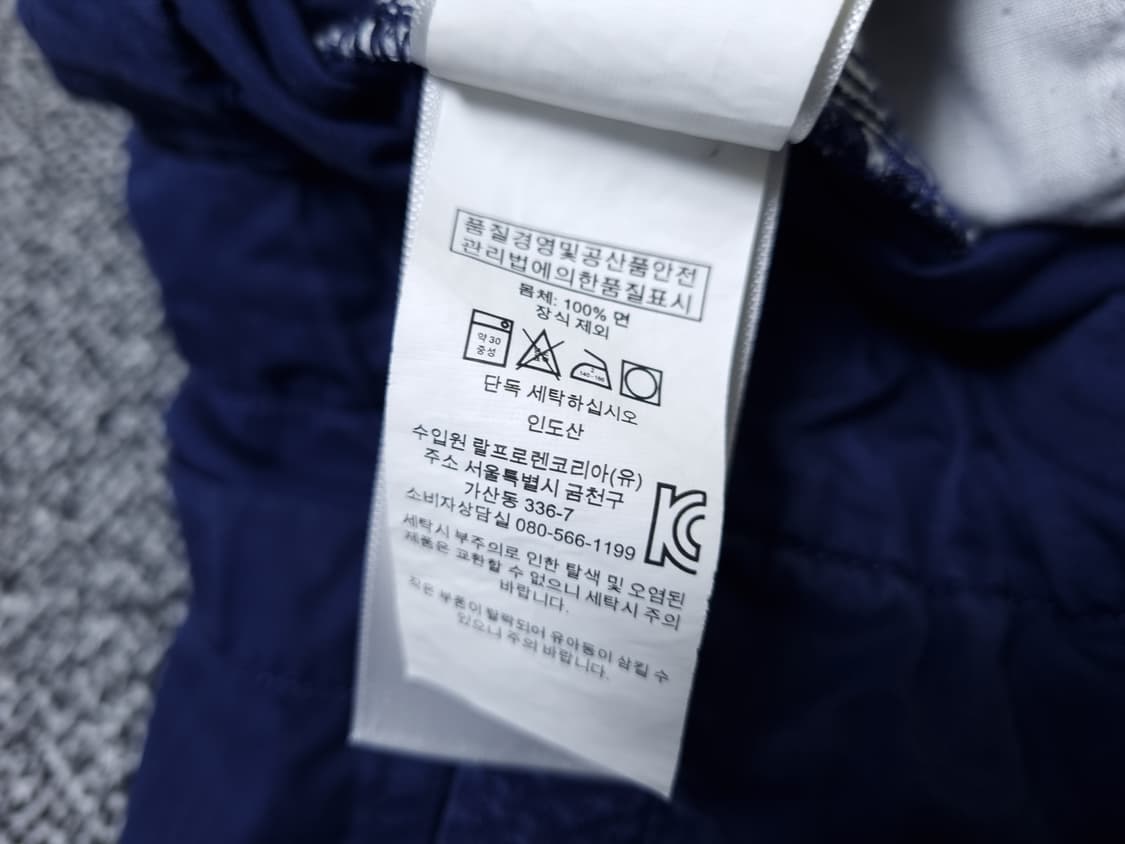 품질경영및공산품안전
관리법에의한품질표시
몸체: 100% 면
장식 제외
약 30
중성
2
140~160
단독 세탁하십시오
인도산
수입원 랄프로렌코리아(유)
주소 서울특별시 금천구
가산동 336-7
소비자상담실 080-566-1199
세탁시 부주의로 인한 탈색 및 오염된
제품은 교환할 수 없으니 세탁시 주의
바랍니다.
작은 부품이 탈락되어 유아동이 삼킬 수
있으니 주의 바랍니다.